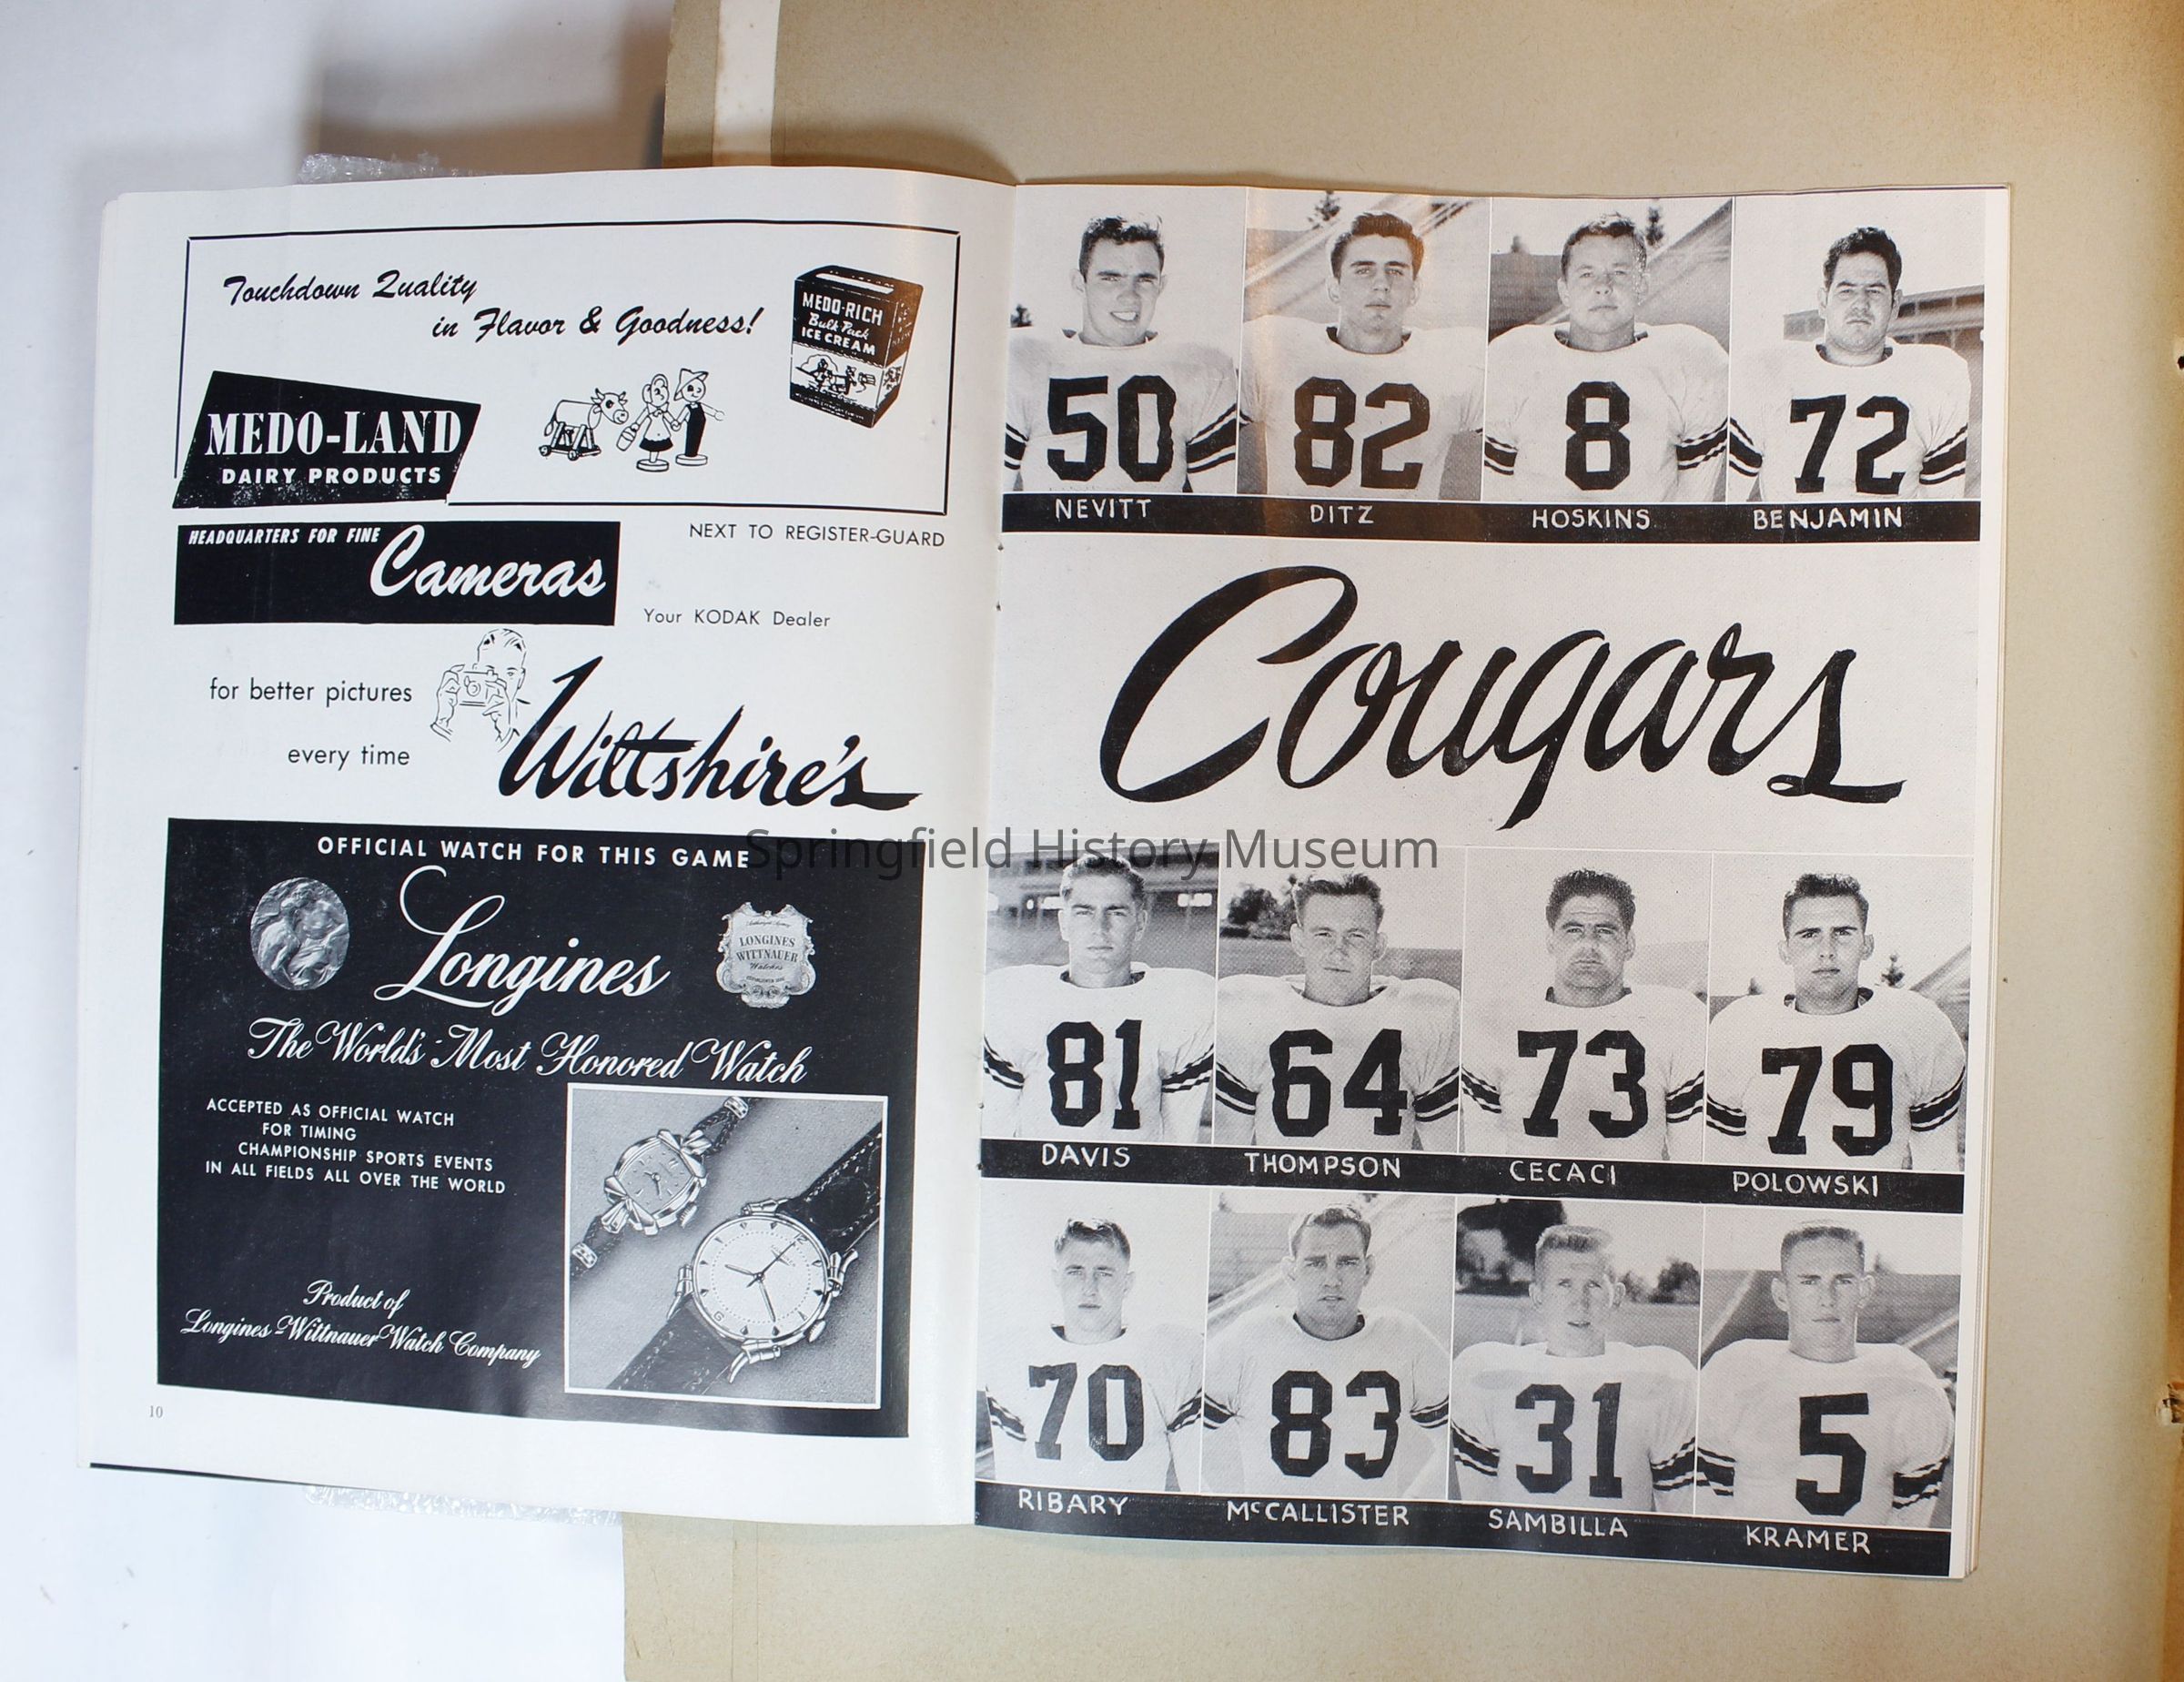 Touchdown Quality
in Flavor & Goodness!
MEDO-RICH
Bulk Pack
ICE CREAM
MEDO-LAND
DAIRY PRODUCTS
HEADQUARTERS FOR FINE
Cameras
NEXT TO REGISTER-GUARD
Your KODAK Dealer
for better pictures
every time
Wiltshire's
OFFICIAL WATCH FOR THIS GAME
Longines
LONGINES
WITTNAUER
Watches
The World's Most Honored Watch
ACCEPTED AS OFFICIAL WATCH
FOR TIMING
CHAMPIONSHIP SPORTS EVENTS
IN ALL FIELDS ALL OVER THE WORLD
Product of
Longines-Wittnauer Watch Company
10
50 82 8 72
NEVITT DITZ HOSKINS BENJAMIN
Cougars
Springfield History Museum
81 64 73 79
DAVIS THOMPSON CECACI POLOWSKI
70 83 31 5
RIBARY McCALLISTER SAMBILLA KRAMER